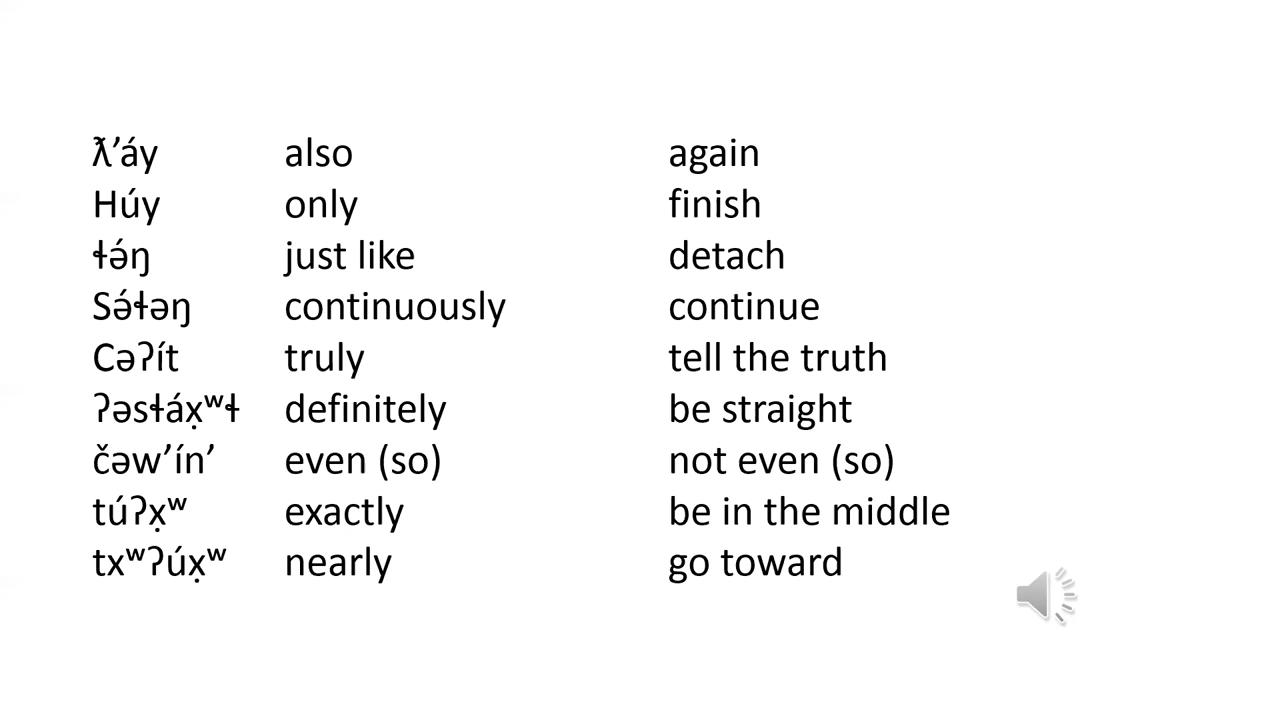 ƛ’áy also again
Húy only finish
ɬə́ŋ just like detach
Sə́ɬəŋ continuously continue
Cəʔít truly tell the truth
ʔəsɬáx̣ʷɬ definitely be straight
čəw’ín’ even (so) not even (so)
túʔx̣ʷ exactly be in the middle
txʷʔúx̣ʷ nearly go toward